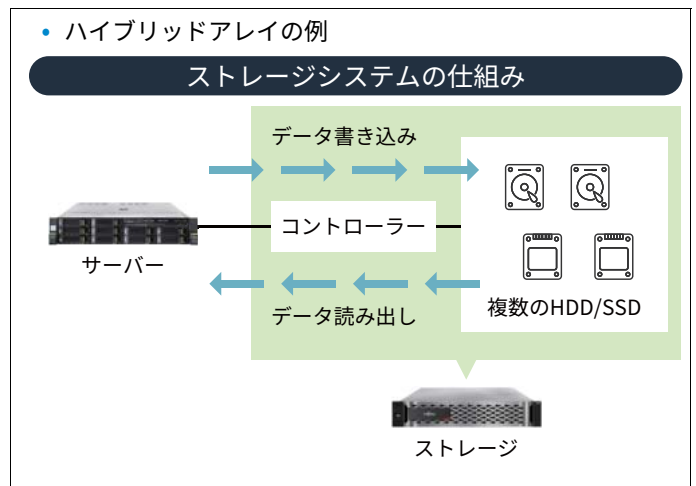 • ハイブリッドアレイの例
ストレージシステムの仕組み
データ書き込み
コントローラー
サーバー
データ読み出し
複数のHDD/SSD
ストレージ